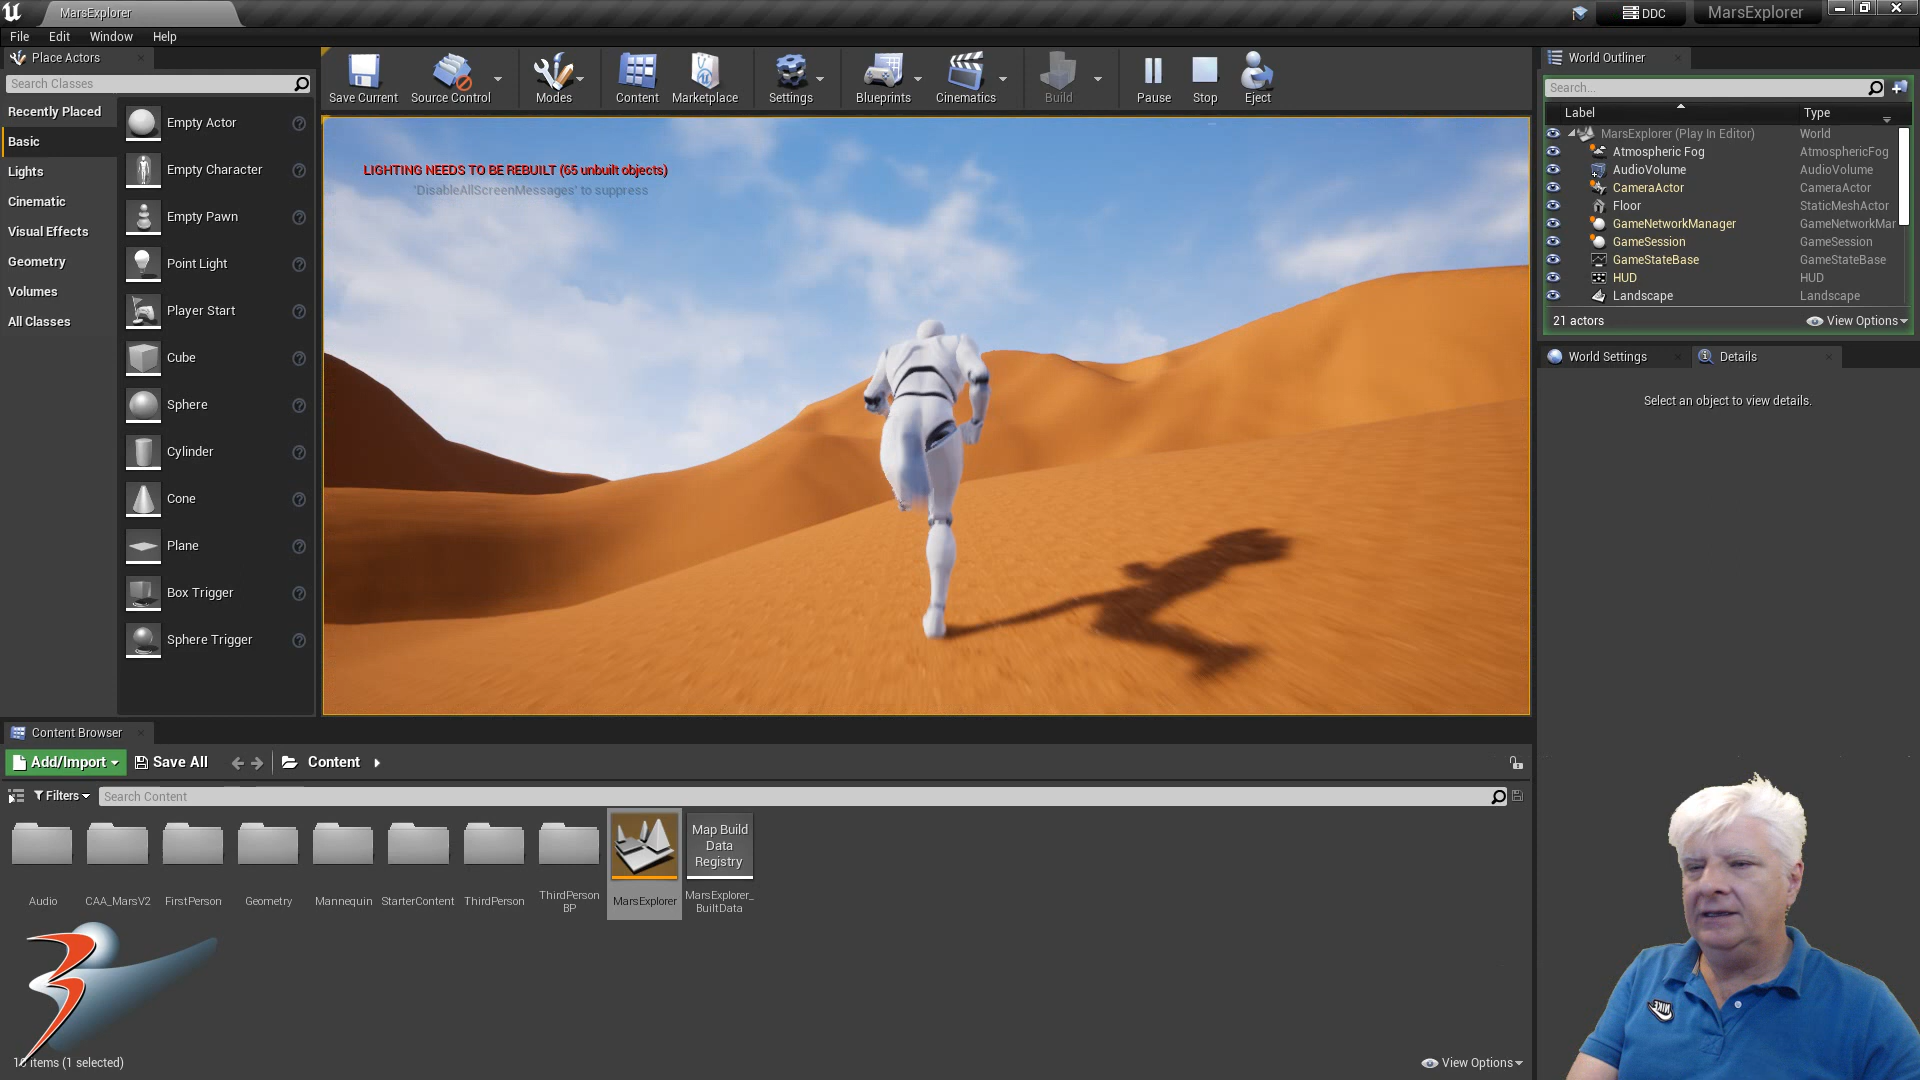 MarsExplorer
DDC
MarsExplorer
File Edit Window Help
Place Actors
Search Classes
Recently Placed
Basic
Lights
Cinematic
Visual Effects
Geometry
Volumes
All Classes
Empty Actor
Empty Character
Empty Pawn
Point Light
Player Start
Cube
Sphere
Cylinder
Cone
Plane
Box Trigger
Sphere Trigger
Save Current Source Control Modes Content Marketplace Settings Blueprints Cinematics Build Pause Stop Eject
LIGHTING NEEDS TO BE REBUILT (65 unbuilt objects)
'DisableAllScreenMessages' to suppress
World Outliner
Search...
Label Type
MarsExplorer (Play In Editor) World
Atmospheric Fog AtmosphericFog
AudioVolume AudioVolume
CameraActor CameraActor
Floor StaticMeshActor
GameNetworkManager GameNetworkMar
GameSession GameSession
GameStateBase GameStateBase
HUD HUD
Landscape Landscape
21 actors View Options
World Settings Details
Select an object to view details.
Content Browser
Add/Import Save All Content
Filters Search Content
Map Build
Data
Registry
Audio CAA_MarsV2 FirstPerson Geometry Mannequin StarterContent ThirdPerson ThirdPerson
BP MarsExplorer MarsExplorer_
BuiltData
NIKE
10 items (1 selected) View Options